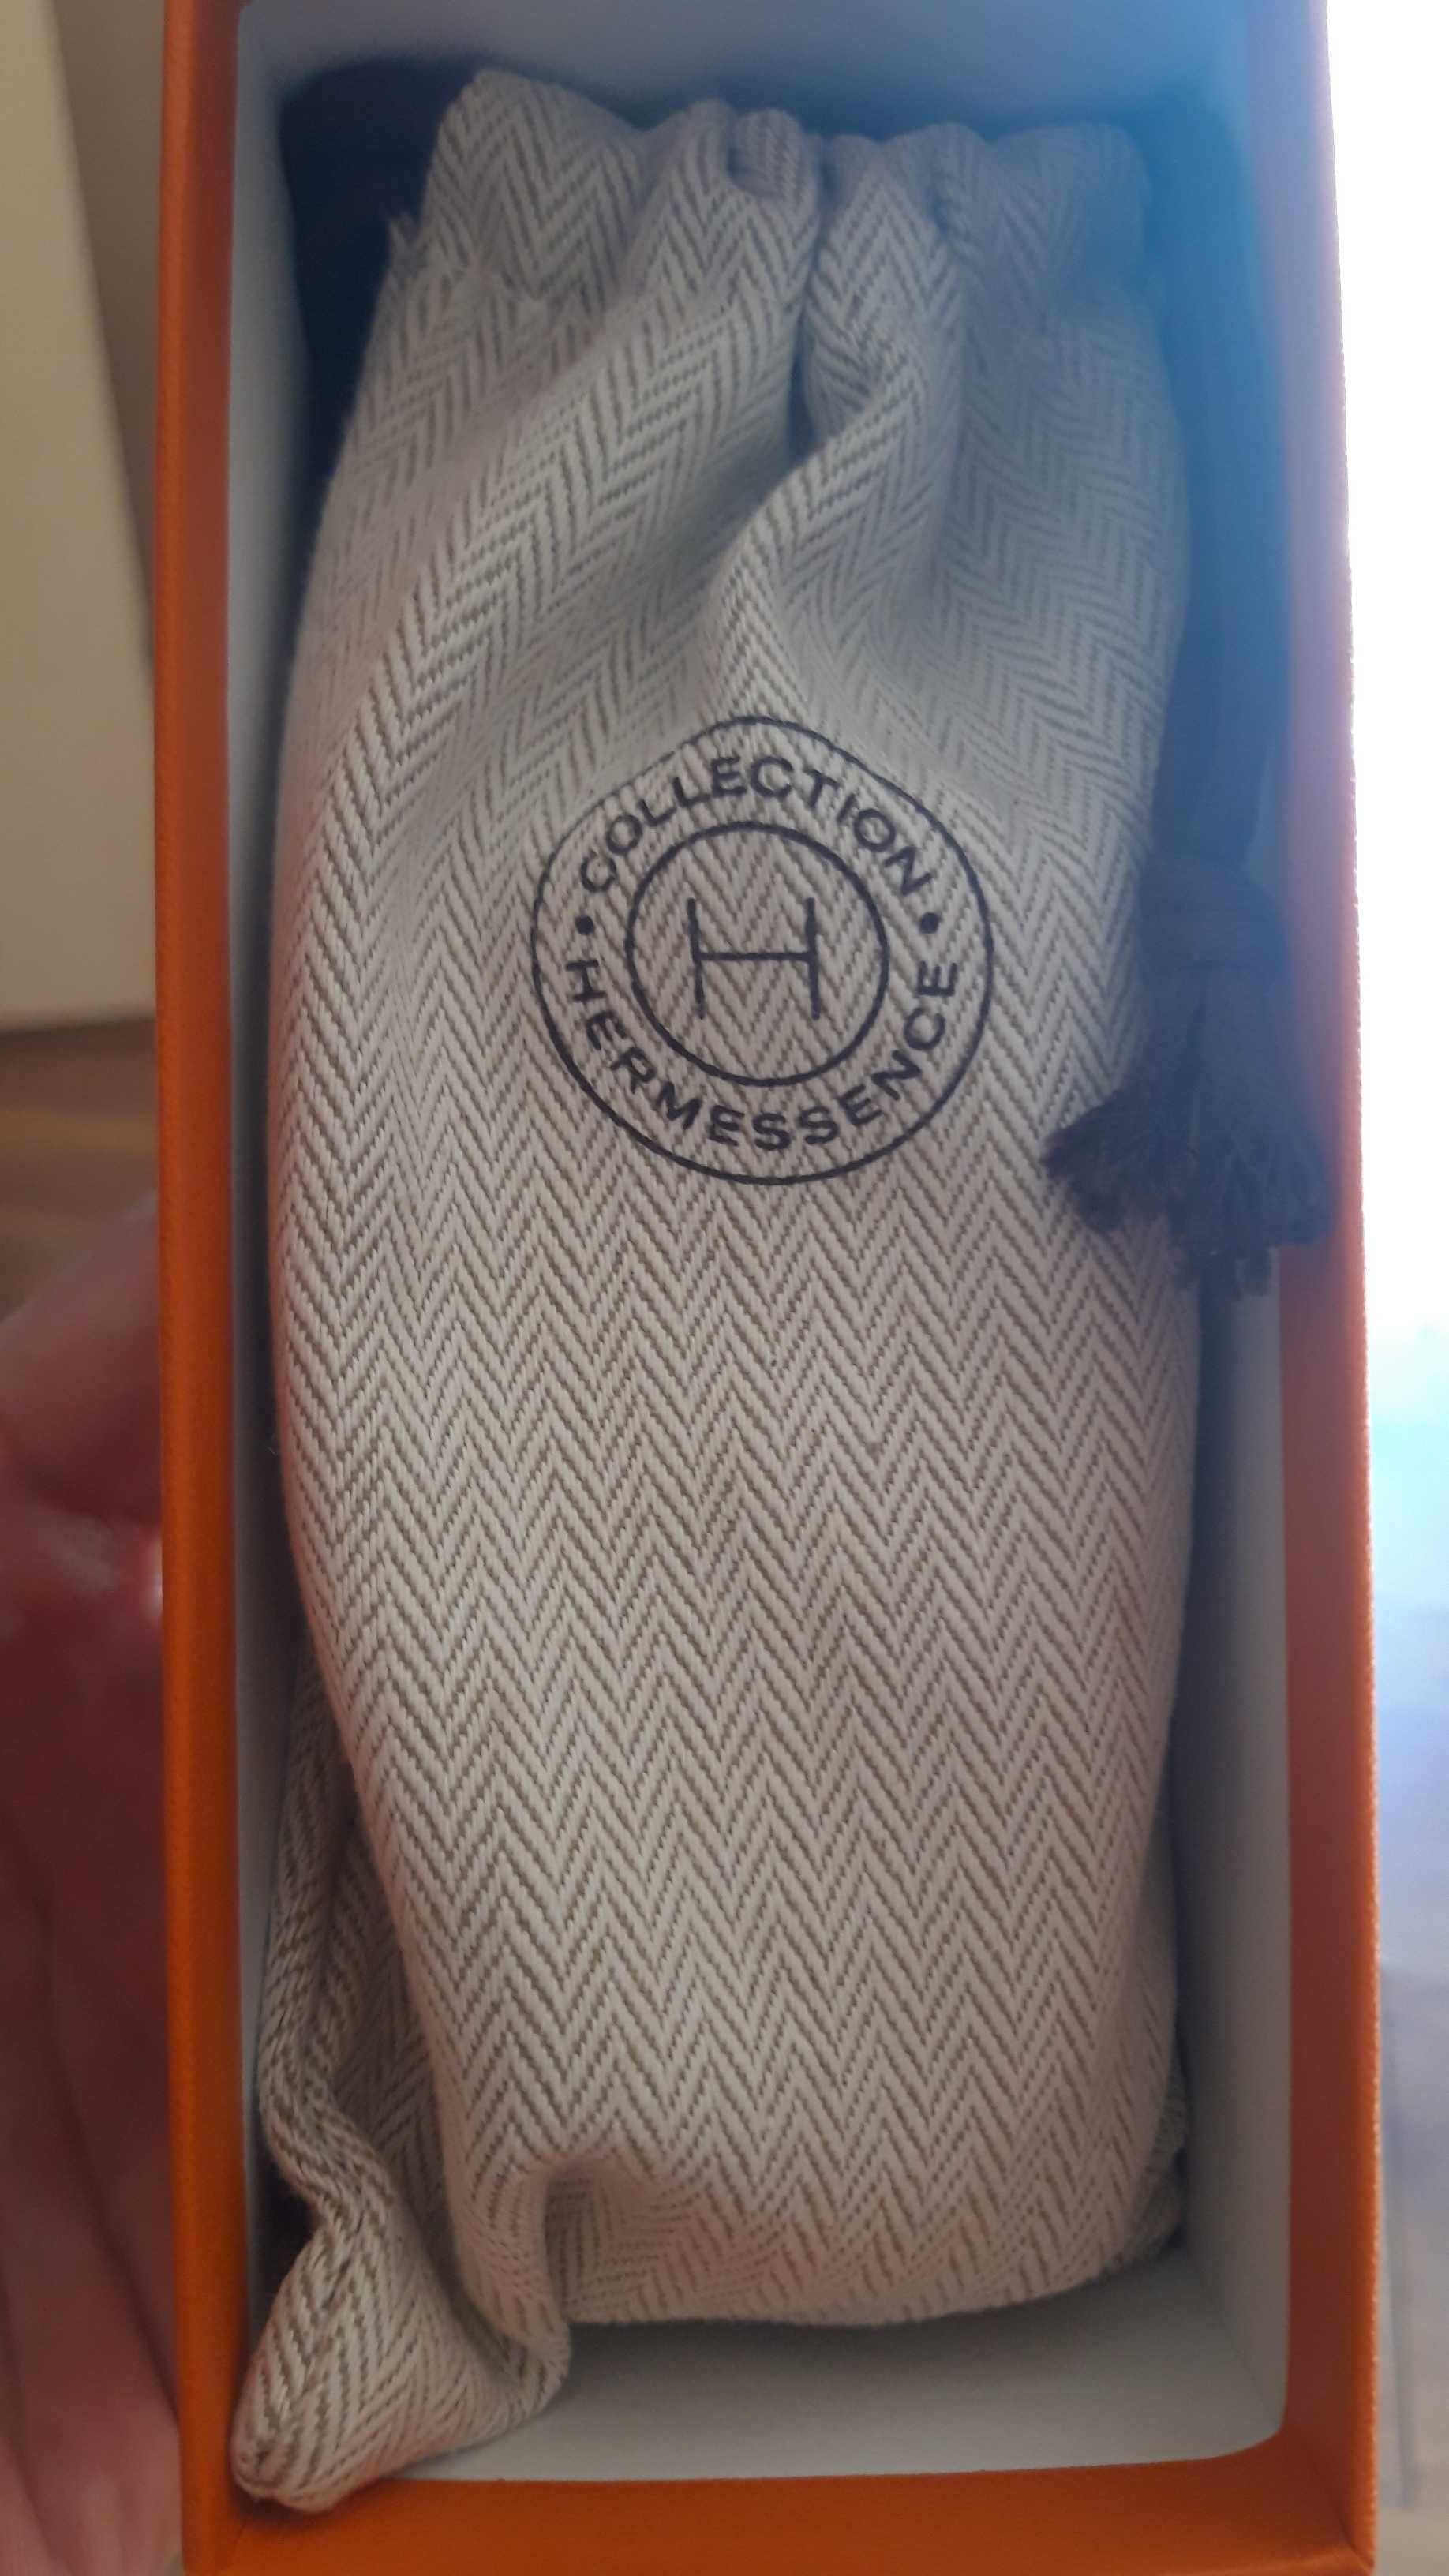 • COLLECTION •
H
HERMESSENCE